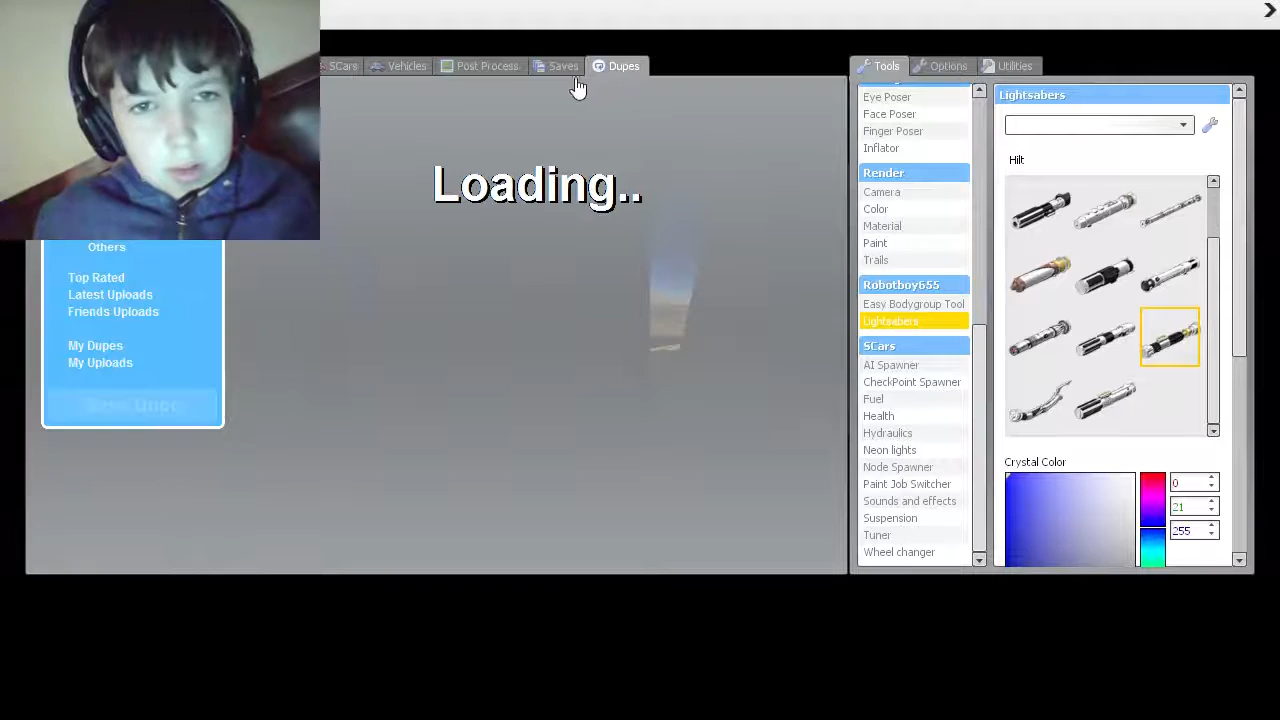 SCars
Vehicles
Post Process
Saves
Dupes
Tools
Options
Utilities
Loading..
Others
Top Rated
Latest Uploads
Friends Uploads
My Dupes
My Uploads
Save Dupe
Eye Poser
Face Poser
Finger Poser
Inflator
Render
Camera
Color
Material
Paint
Trails
Robotboy655
Easy Bodygroup Tool
Lightsabers
SCars
AI Spawner
CheckPoint Spawner
Fuel
Health
Hydraulics
Neon lights
Node Spawner
Paint Job Switcher
Sounds and effects
Suspension
Tuner
Wheel changer
Lightsabers
Hilt
Crystal Color
0
21
255